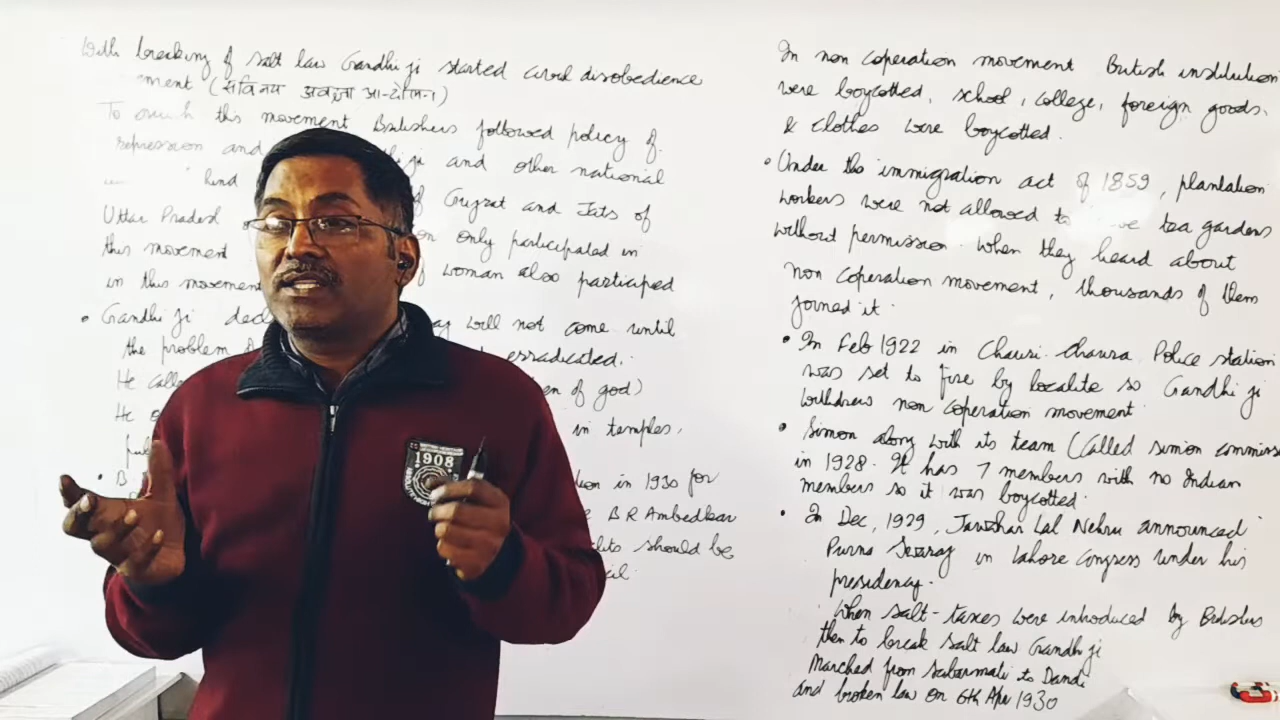 With breaking of salt law Gandhi ji started civil disobedience
ement (सविनय अवज्ञा आन्दोलन)
To crush this movement Britishers followed policy of
repression and ji and other national
hind
Uttar Pradesh of Gujrat and Jats of
this movement only participated in
in this movement of woman also participed
• Gandhi Ji decl will not come until
the problem erradicated.
He calle en of god)
He in temples,
• B in 1930 for
B R Ambedkar
should be
In non coperation movement British institution
were boycotted, school, college, foreign goods.
& clothes were boycotted.
• Under the immigration act of 1859, plantation
workers were not allowed to ve tea gardens
without permission. When they heard about
non coperation movement, thousands of them
joined it.
• In Feb 1922 in Chauri-Chaura Police station
was set to fire by localite so Gandhi ji
withdrew non coperation movement.
• Simon along with its team (Called simon commiss
in 1928. It has 7 members with no Indian
members so it was boycotted.
• In Dec, 1929, Jawahar Lal Nehru announced
Purna Swaraj in Lahore Congress under his
presidency.
When salt-taxes were introduced by Britishers
then to break salt law Gandhi ji
Marched from Sabarmati to Dandi
and broken law on 6th Apr 1930
1908